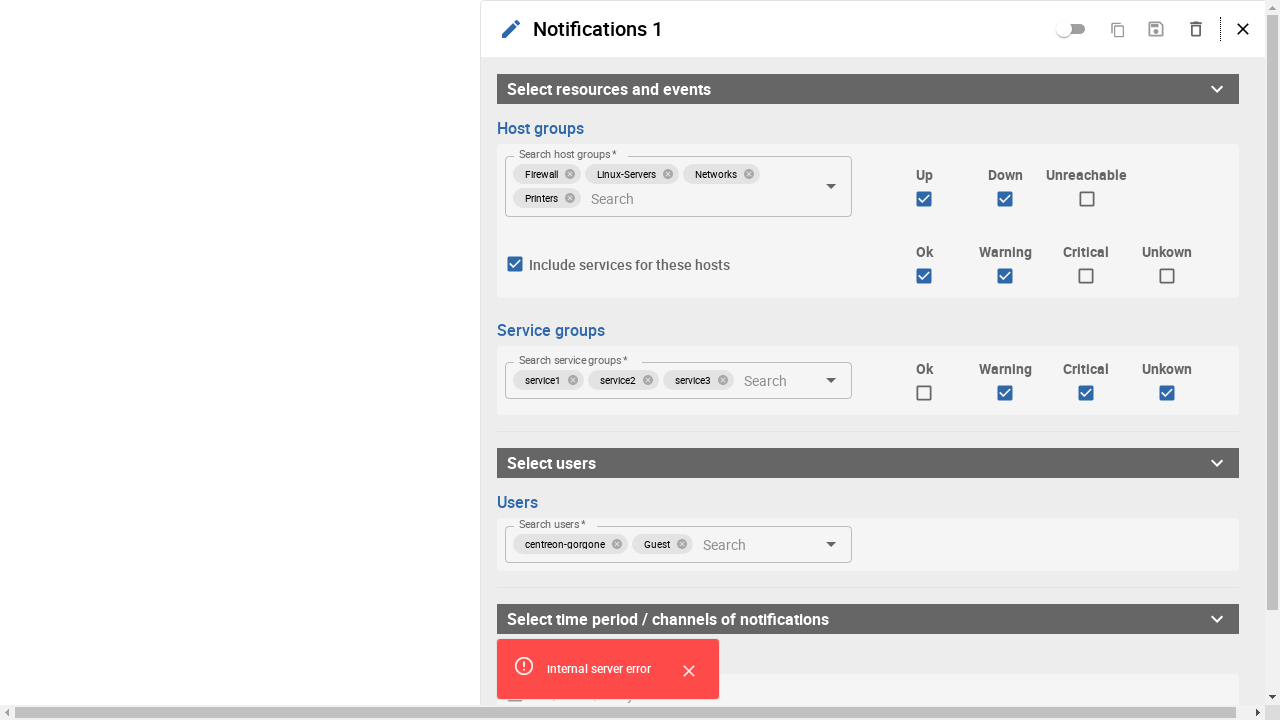 Notifications 1
Select resources and events
Host groups
Search host groups *
Firewall Linux-Servers Networks
Printers Search
Up Down Unreachable
Include services for these hosts
Ok Warning Critical Unkown
Service groups
Search service groups *
service1 service2 service3 Search
Ok Warning Critical Unkown
Select users
Users
Search users *
centreon-gorgone Guest Search
Select time period / channels of notifications
Internal server error